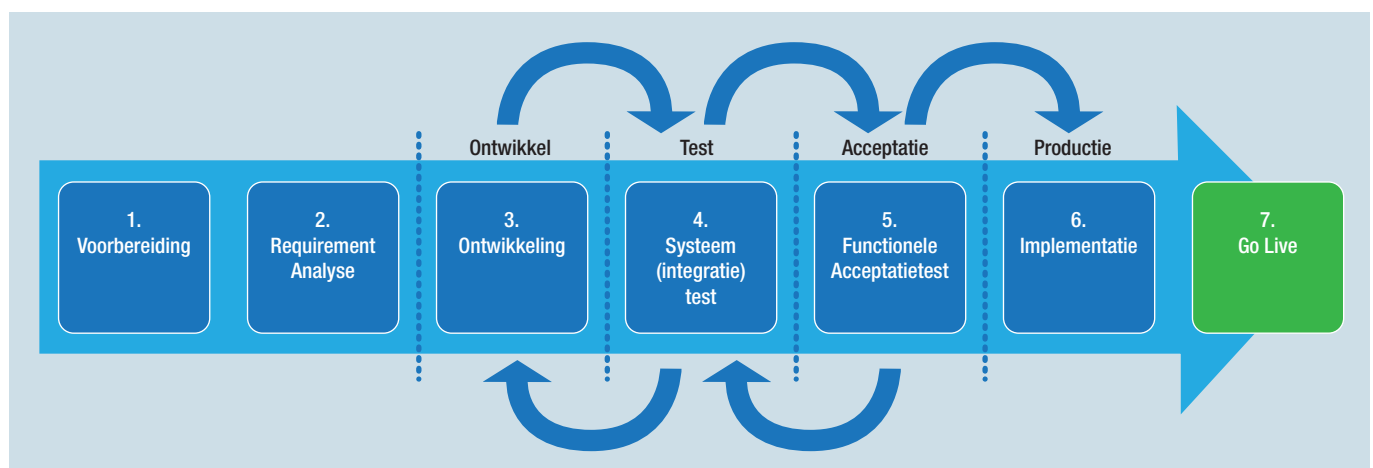 Ontwikkel
Test
Acceptatie
Productie
1.
Voorbereiding
2.
Requirement
Analyse
3.
Ontwikkeling
4.
Systeem
(integratie)
test
5.
Functionele
Acceptatietest
6.
Implementatie
7.
Go Live